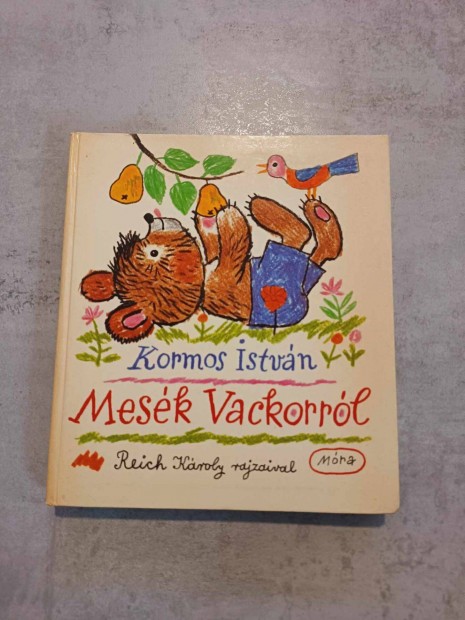 Kormos István
Mesék Vackorról
Reich Károly rajzaival
Móra